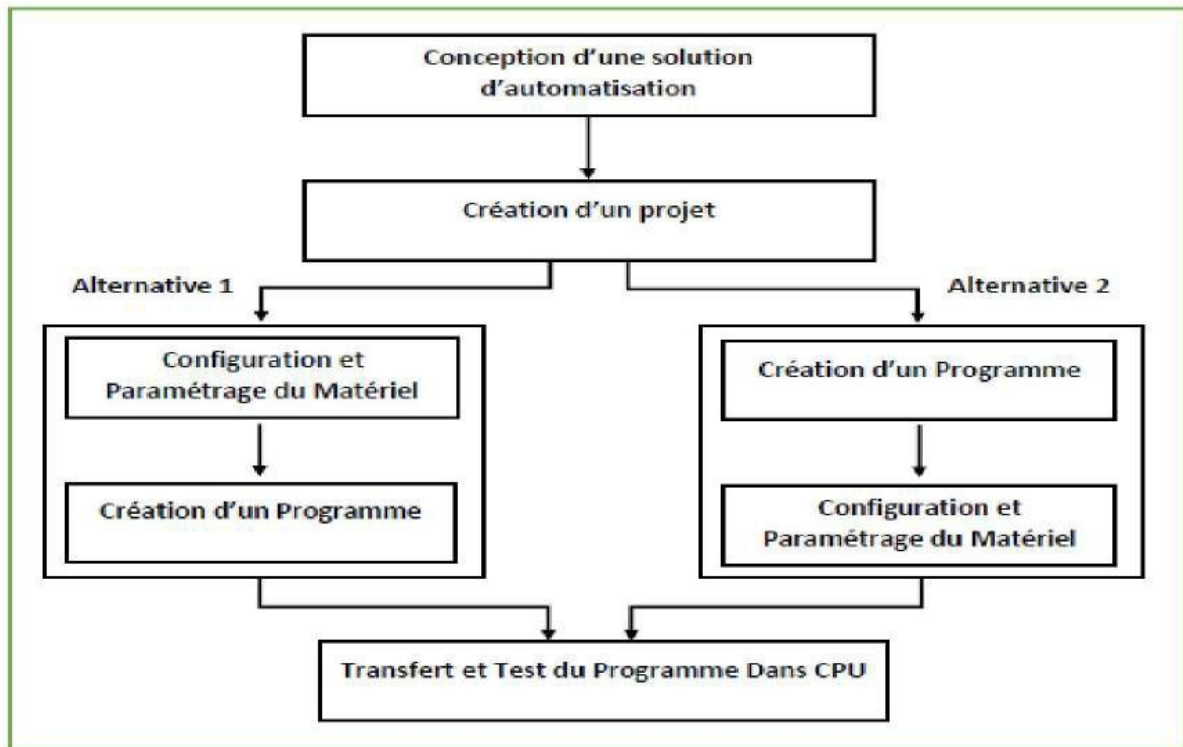 Conception d'une solution
d'automatisation
Création d'un projet
Alternative 1
Alternative 2
Configuration et
Paramétrage du Matériel
Création d'un Programme
Création d'un Programme
Configuration et
Paramétrage du Matériel
Transfert et Test du Programme Dans CPU